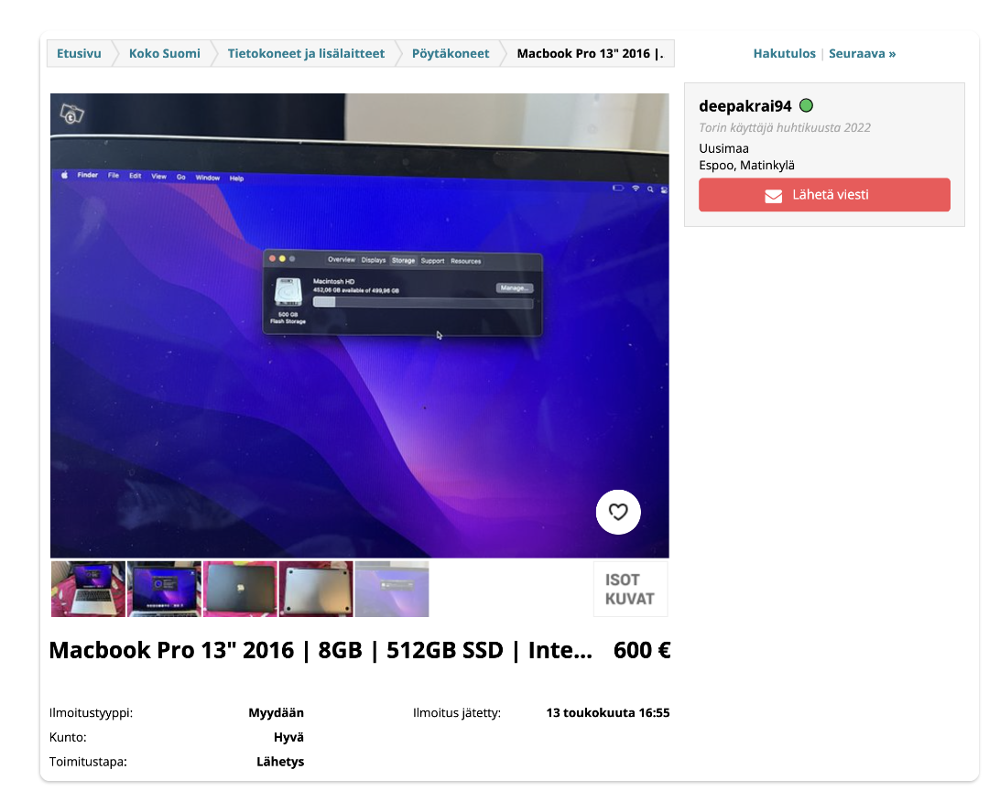 Etusivu
Koko Suomi
Tietokoneet ja lisälaitteet
Pöytäkoneet
Macbook Pro 13" 2016 |.
Hakutulos | Seuraava »
deepakrai94
Torin käyttäjä huhtikuusta 2022
Uusimaa
Espoo, Matinkylä
Lähetä viesti
Finder File Edit View Go Window Help
Overview Displays Storage Support Resources
Macintosh HD
452,06 GB available of 499,96 GB
Manage...
500 GB
Flash Storage
ISOT
KUVAT
Macbook Pro 13" 2016 | 8GB | 512GB SSD | Inte... 600 €
Ilmoitustyyppi: Myydään
Ilmoitus jätetty: 13 toukokuuta 16:55
Kunto: Hyvä
Toimitustapa: Lähetys